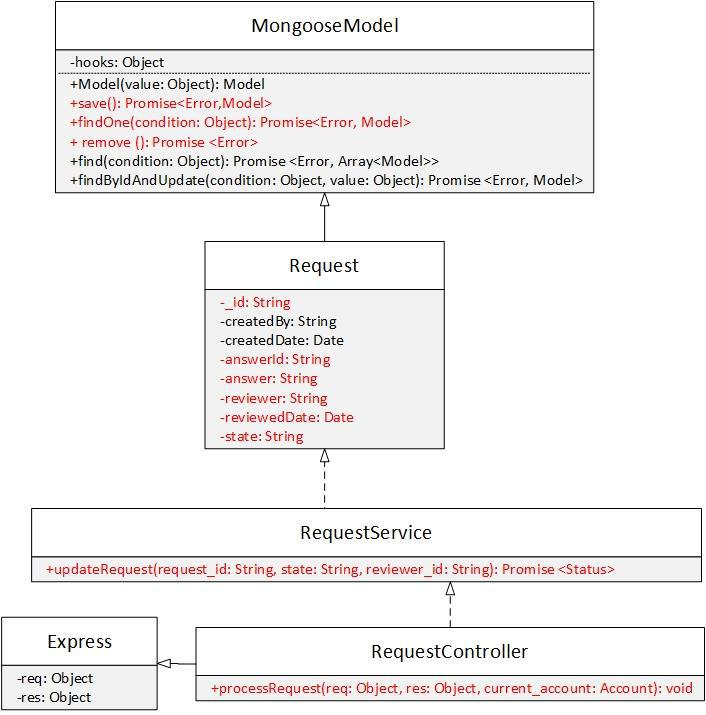 MongooseModel
-hooks: Object
+Model(value: Object): Model
+save(): Promise<Error,Model>
+findOne(condition: Object): Promise<Error, Model>
+ remove (): Promise <Error>
+find(condition: Object): Promise <Error, Array<Model>>
+findByIdAndUpdate(condition: Object, value: Object): Promise <Error, Model>
Request
-_id: String
-createdBy: String
-createdDate: Date
-answerId: String
-answer: String
-reviewer: String
-reviewedDate: Date
-state: String
RequestService
+updateRequest(request_id: String, state: String, reviewer_id: String): Promise <Status>
Express
-req: Object
-res: Object
RequestController
+processRequest(req: Object, res: Object, current_account: Account): void